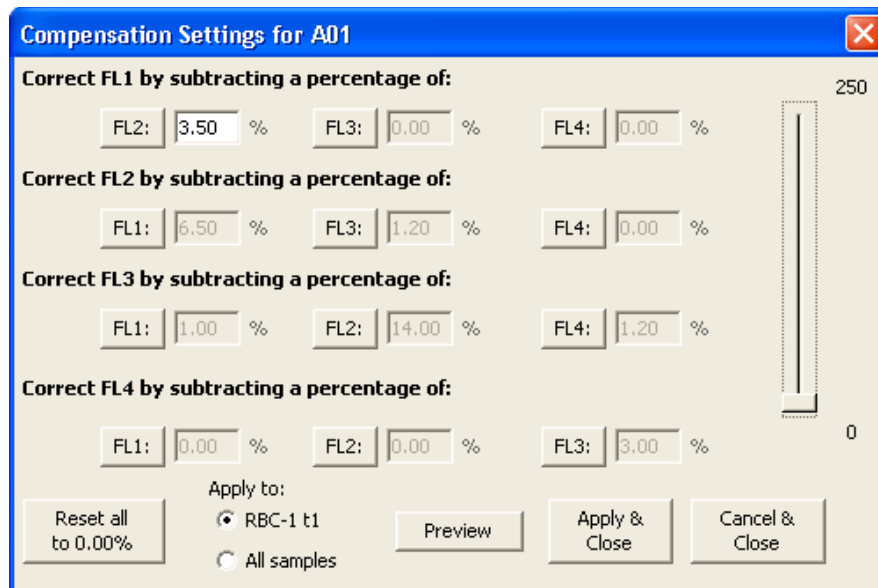 Compensation Settings for A01
Correct FL1 by subtracting a percentage of:
250
FL2: 3.50 % FL3: 0.00 % FL4: 0.00 %
Correct FL2 by subtracting a percentage of:
FL1: 6.50 % FL3: 1.20 % FL4: 0.00 %
Correct FL3 by subtracting a percentage of:
FL1: 1.00 % FL2: 14.00 % FL4: 1.20 %
Correct FL4 by subtracting a percentage of:
0
FL1: 0.00 % FL2: 0.00 % FL3: 3.00 %
Reset all
to 0.00%
Apply to:
RBC-1 t1
All samples
Preview
Apply &
Close
Cancel &
Close